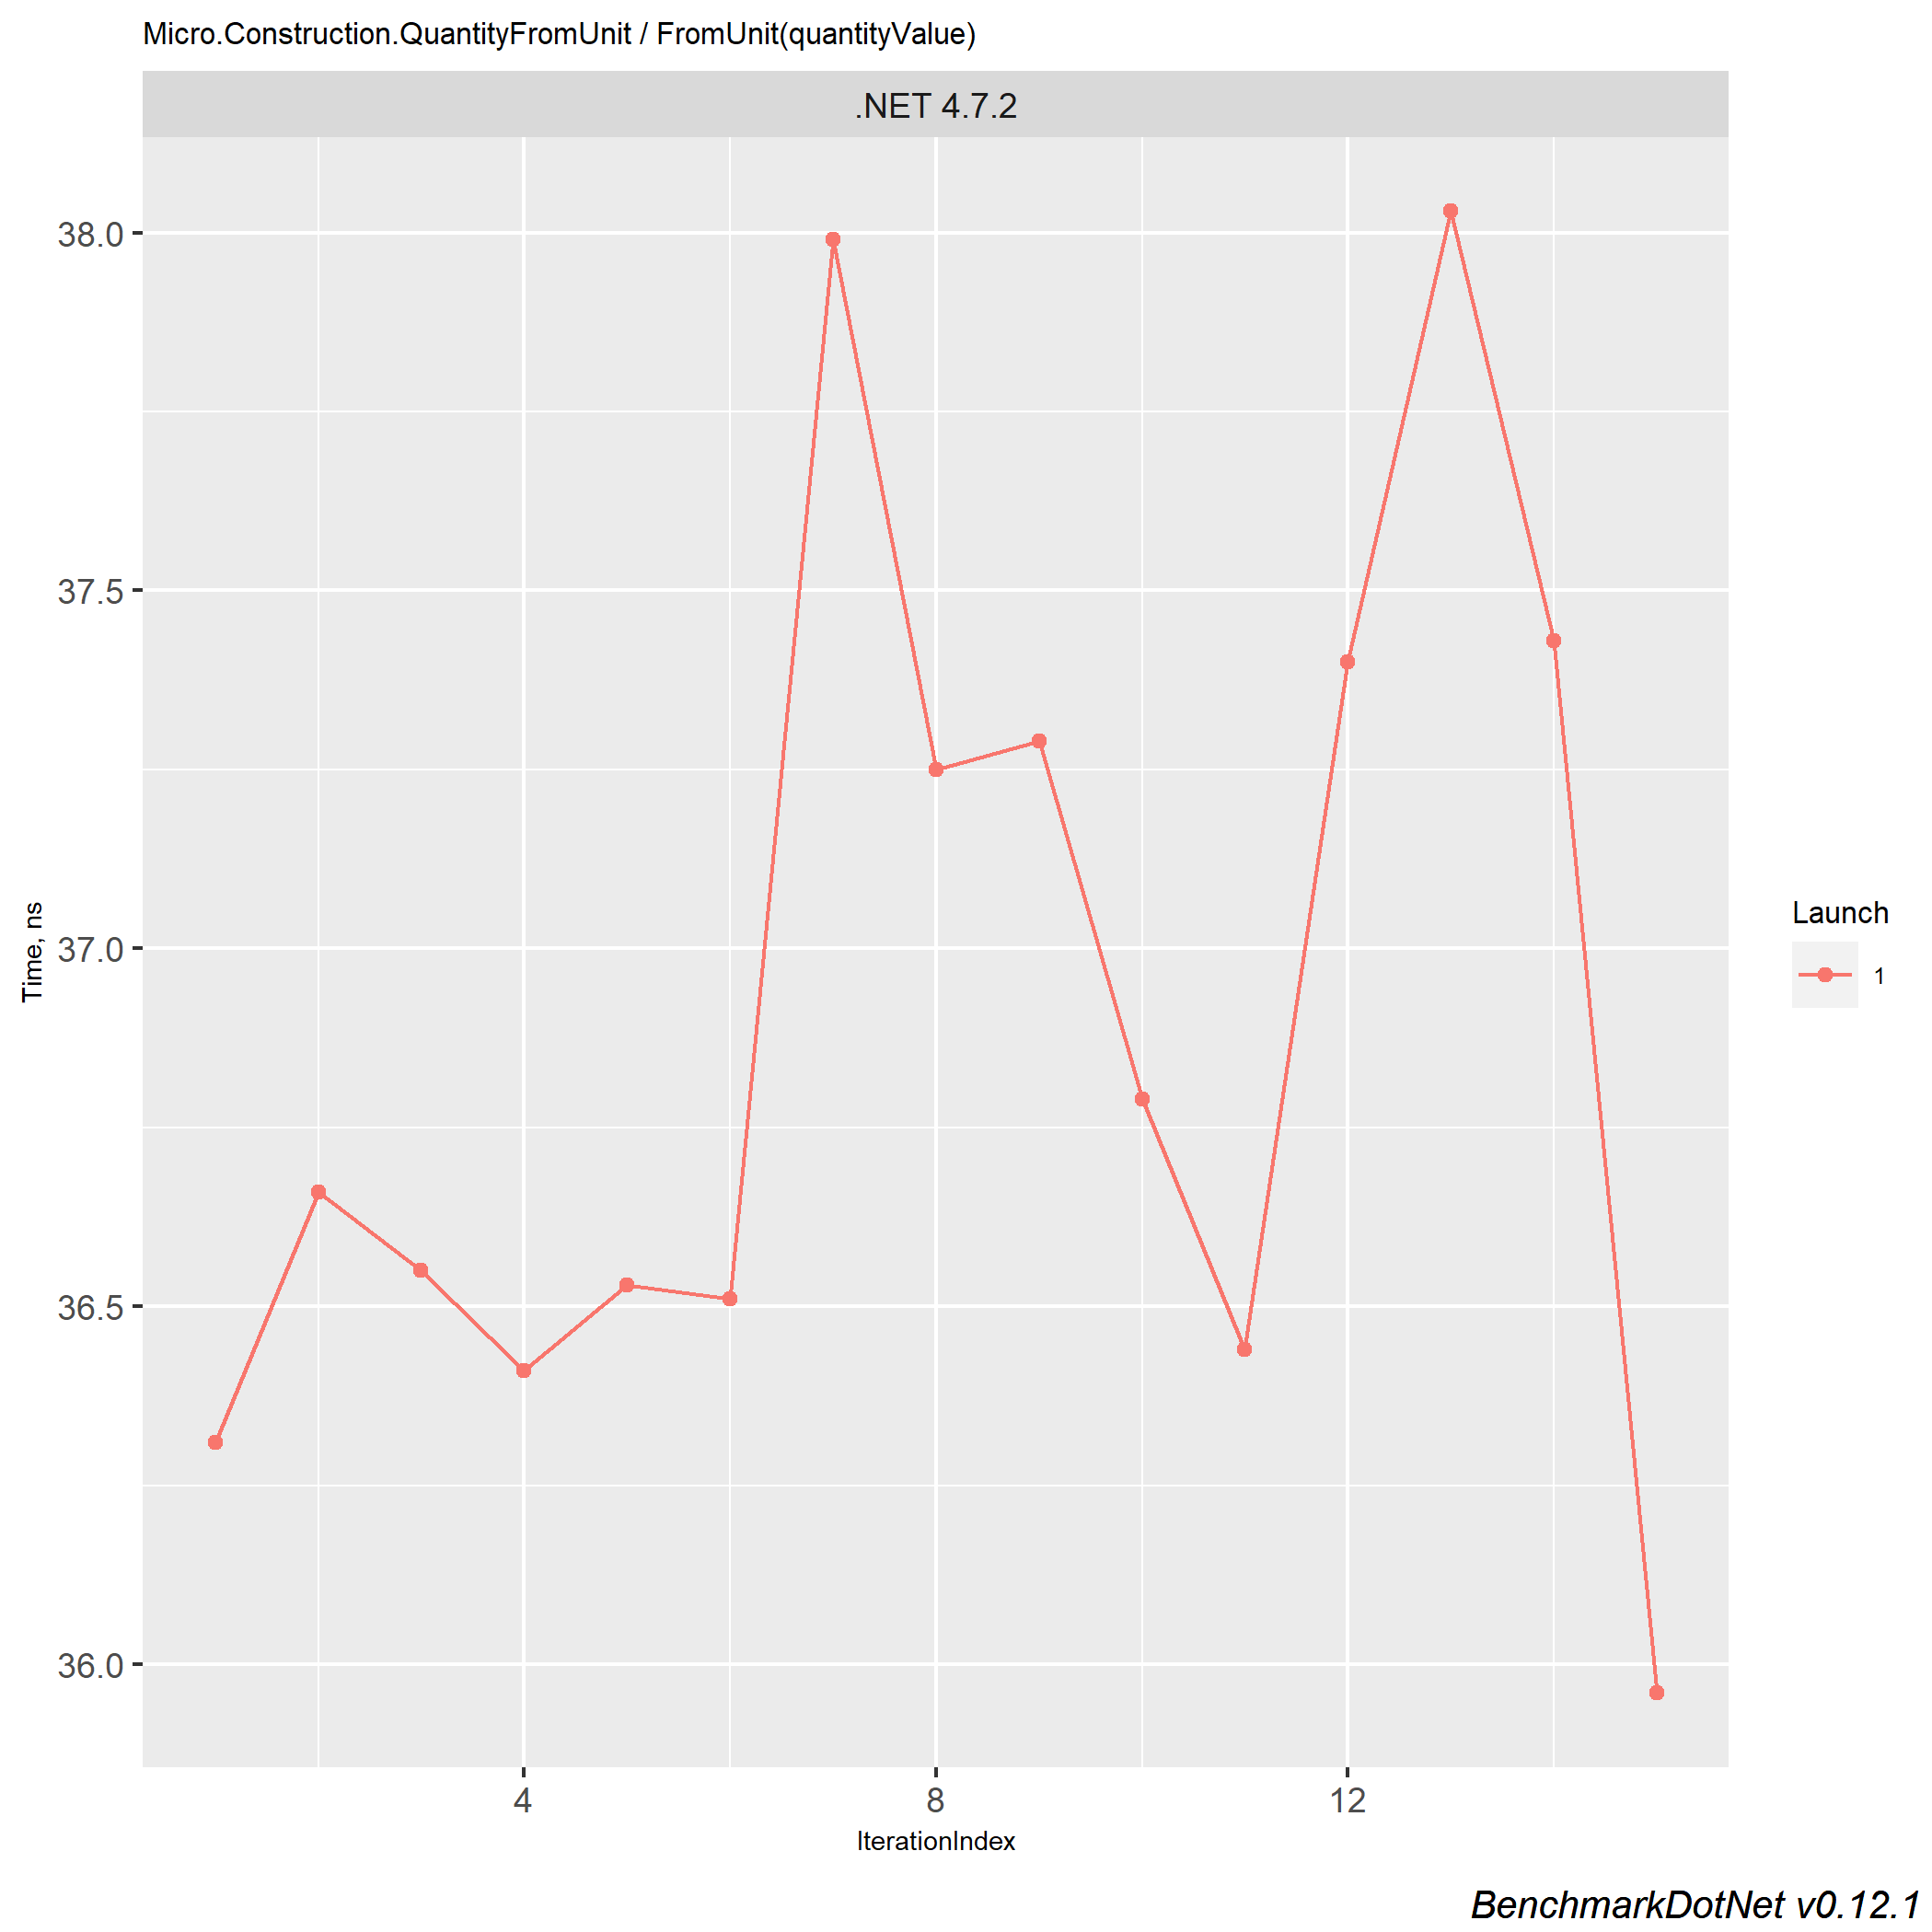 Micro.Construction.QuantityFromUnit / FromUnit(quantityValue)
.NET 4.7.2
38.0
37.5
37.0
36.5
36.0
Time, ns
4 8 12
IterationIndex
Launch
1
BenchmarkDotNet v0.12.1